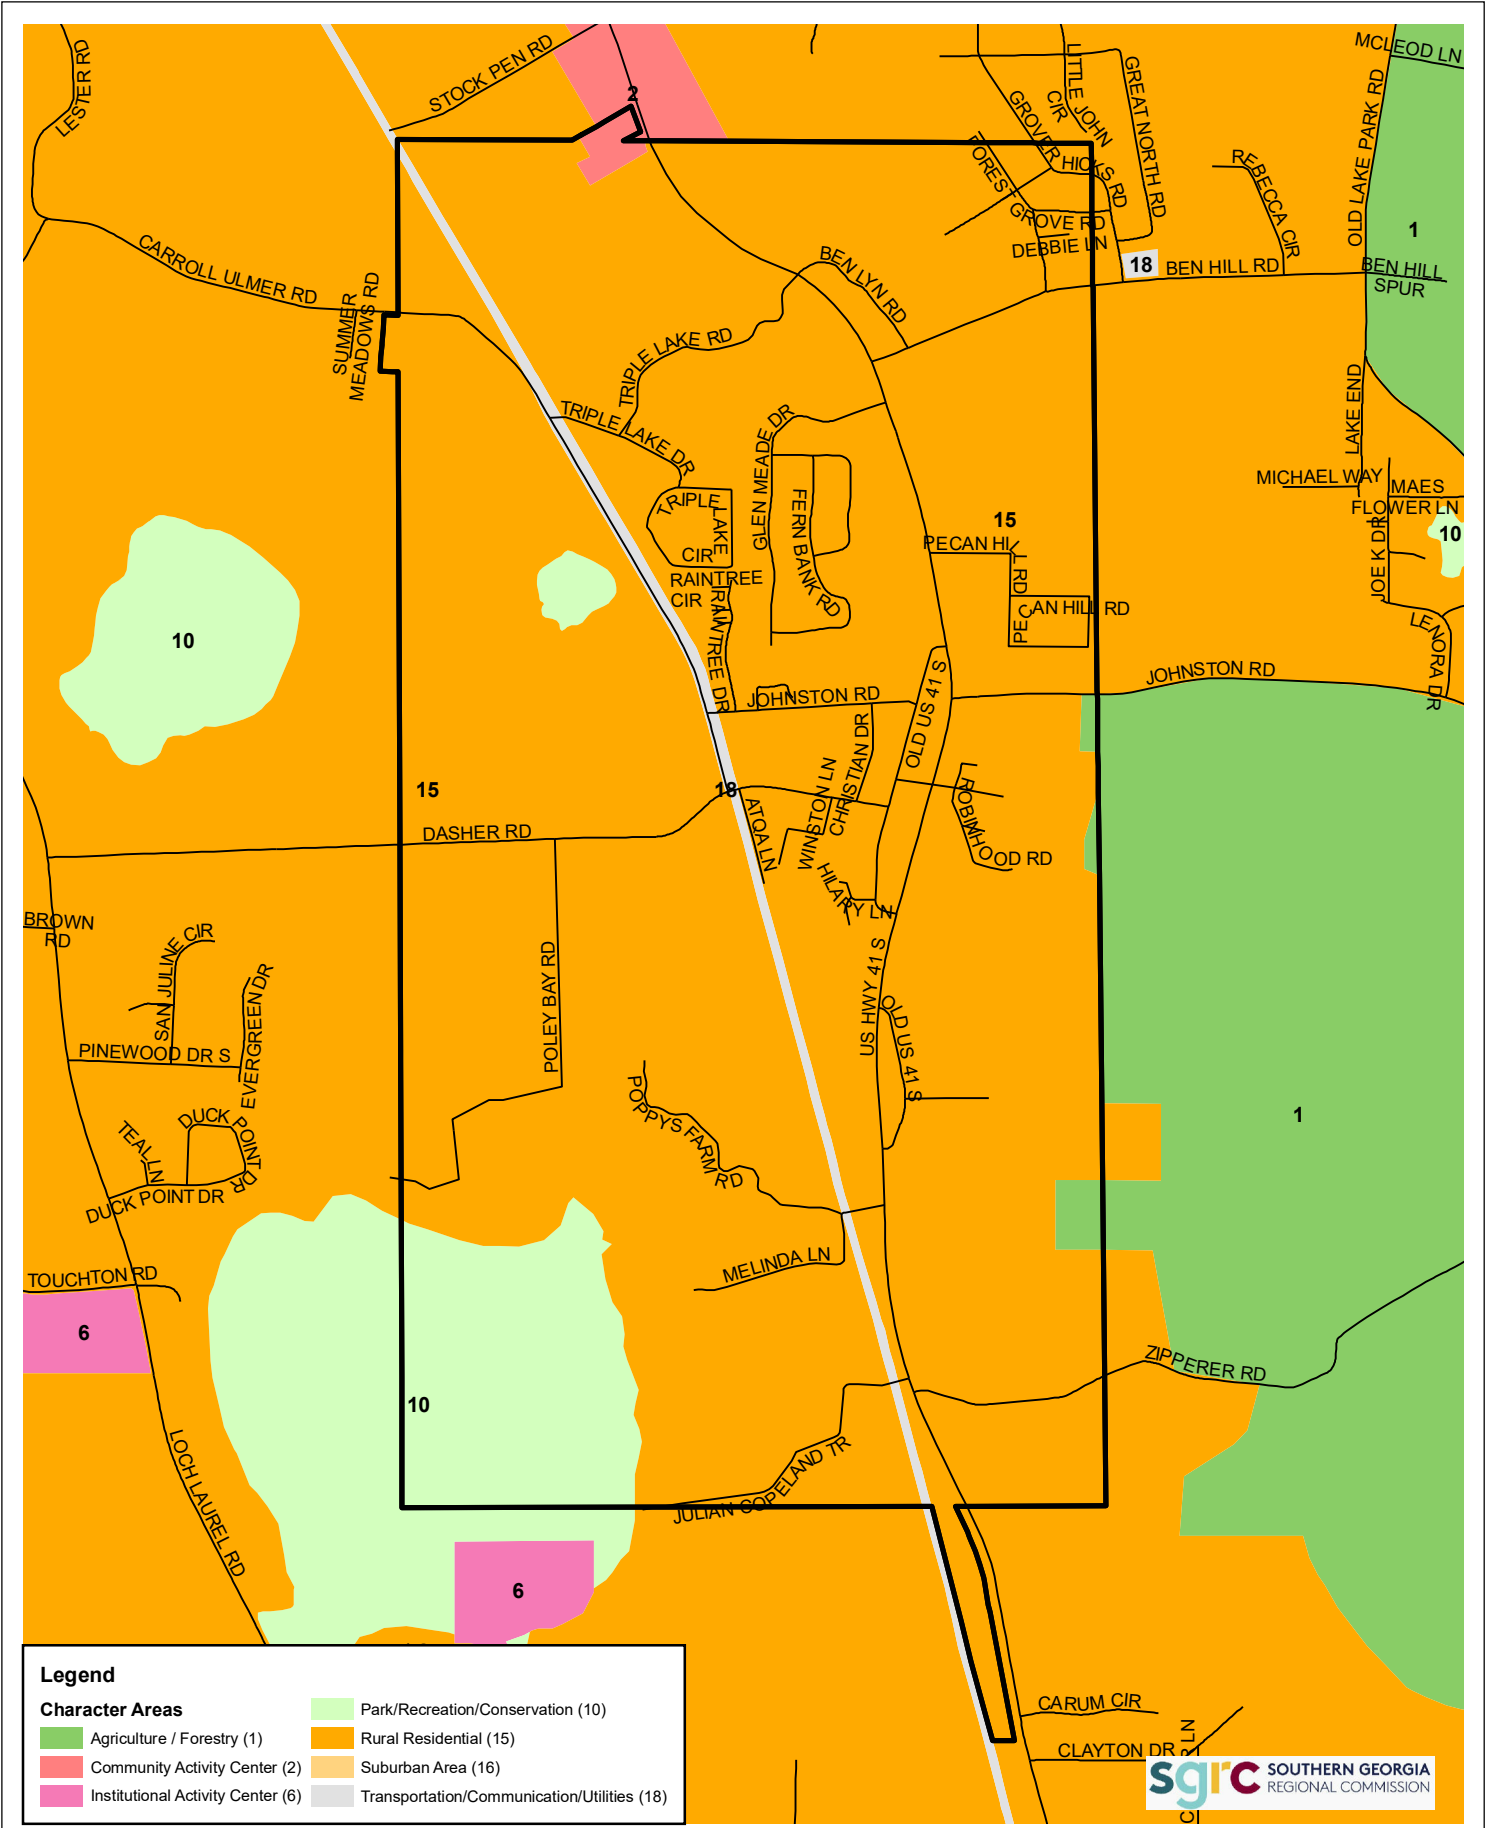 LESTER RD
STOCK PEN RD
2
LITTLE JOHN
CIR
GREAT NORTH RD
GROVER HICKS RD
FOREST GROVE RD
DEBBIE LN
MCLEOD LN
OLD LAKE PARK RD
REBECCA CIR
1
18
BEN HILL RD
BEN HILL
SPUR
CARROLL ULMER RD
SUMMER
MEADOWS RD
BEN LYN RD
TRIPLE LAKE RD
TRIPLE LAKE DR
GLEN MEADE DR
LAKE END
MICHAEL WAY
MAES
FLOWER LN
10
JOE K DR
LENORA DR
TRIPLE
LAKE
CIR
FERN BANK RD
15
PECAN HILL RD
PECAN HILL RD
RAINTREE
CIR
RAINTREE DR
10
JOHNSTON RD
JOHNSTON RD
OLD US 41 S
CHRISTIAN DR
WINSTON LN
15
18
ATQA LN
DASHER RD
ROBINHOOD RD
HILARY LN
BROWN
RD
SAN JULINE CIR
EVERGREEN DR
PINEWOOD DR S
POLEY BAY RD
US HWY 41 S
OLD US 41 S
POPPYS FARM RD
1
TEAL LN
DUCK POINT DR
DUCK POINT DR
TOUCHTON RD
MELINDA LN
6
ZIPPERER RD
10
LOCH LAUREL RD
JULIAN COPELAND TR
6
CARUM CIR
CLAYTON DR
Legend
Character Areas
Agriculture / Forestry (1)
Community Activity Center (2)
Institutional Activity Center (6)
Park/Recreation/Conservation (10)
Rural Residential (15)
Suburban Area (16)
Transportation/Communication/Utilities (18)
sgrc
SOUTHERN GEORGIA
REGIONAL COMMISSION